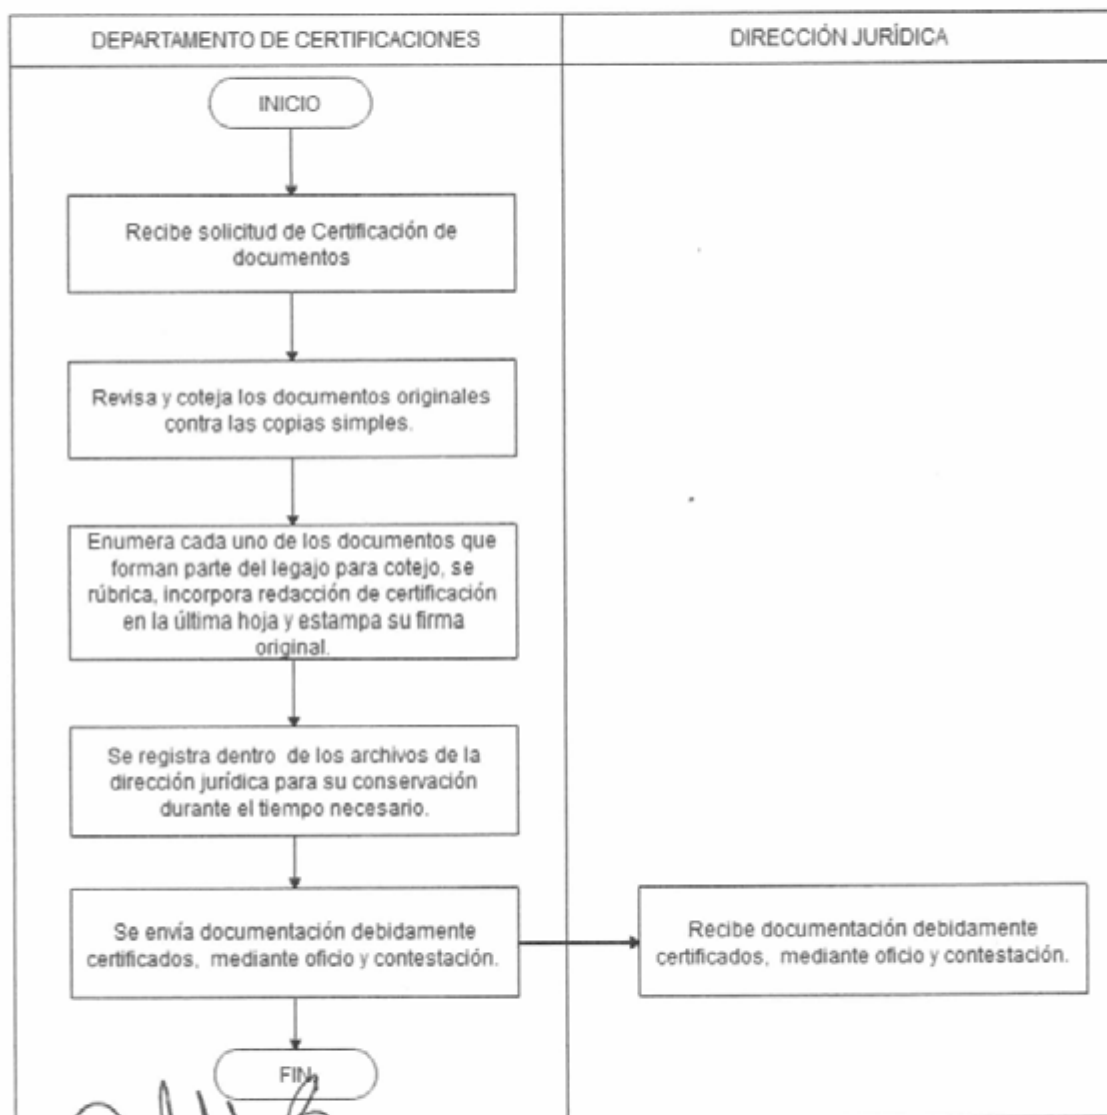 DEPARTAMENTO DE CERTIFICACIONES
DIRECCIÓN JURÍDICA
INICIO
Recibe solicitud de Certificación de
documentos
Revisa y coteja los documentos originales
contra las copias simples.
Enumera cada uno de los documentos que
forman parte del legajo para cotejo, se
rúbrica, incorpora redacción de certificación
en la última hoja y estampa su firma
original.
Se registra dentro de los archivos de la
dirección jurídica para su conservación
durante el tiempo necesario.
Se envía documentación debidamente
certificados, mediante oficio y contestación.
Recibe documentación debidamente
certificados, mediante oficio y contestación.
FIN